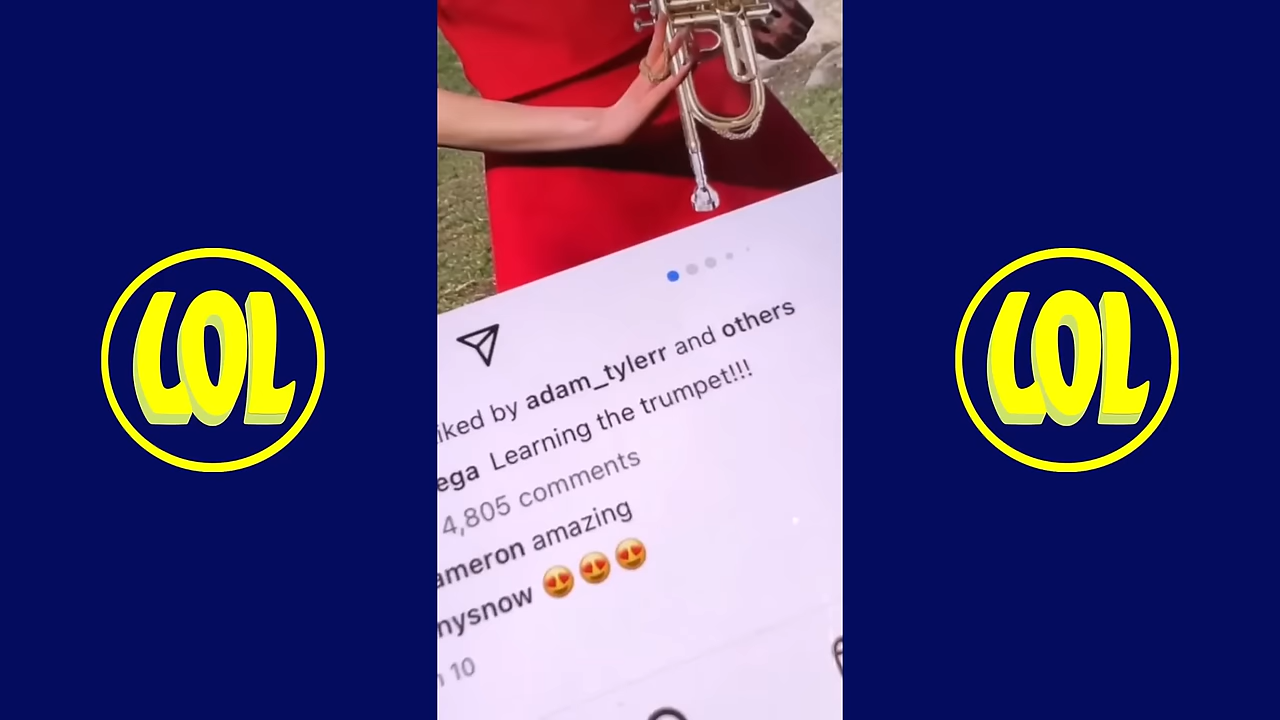 LOL
iked by adam_tylerr and others
ega Learning the trumpet!!!
4,805 comments
ameron amazing
nysnow 😍😍😍
10
LOL